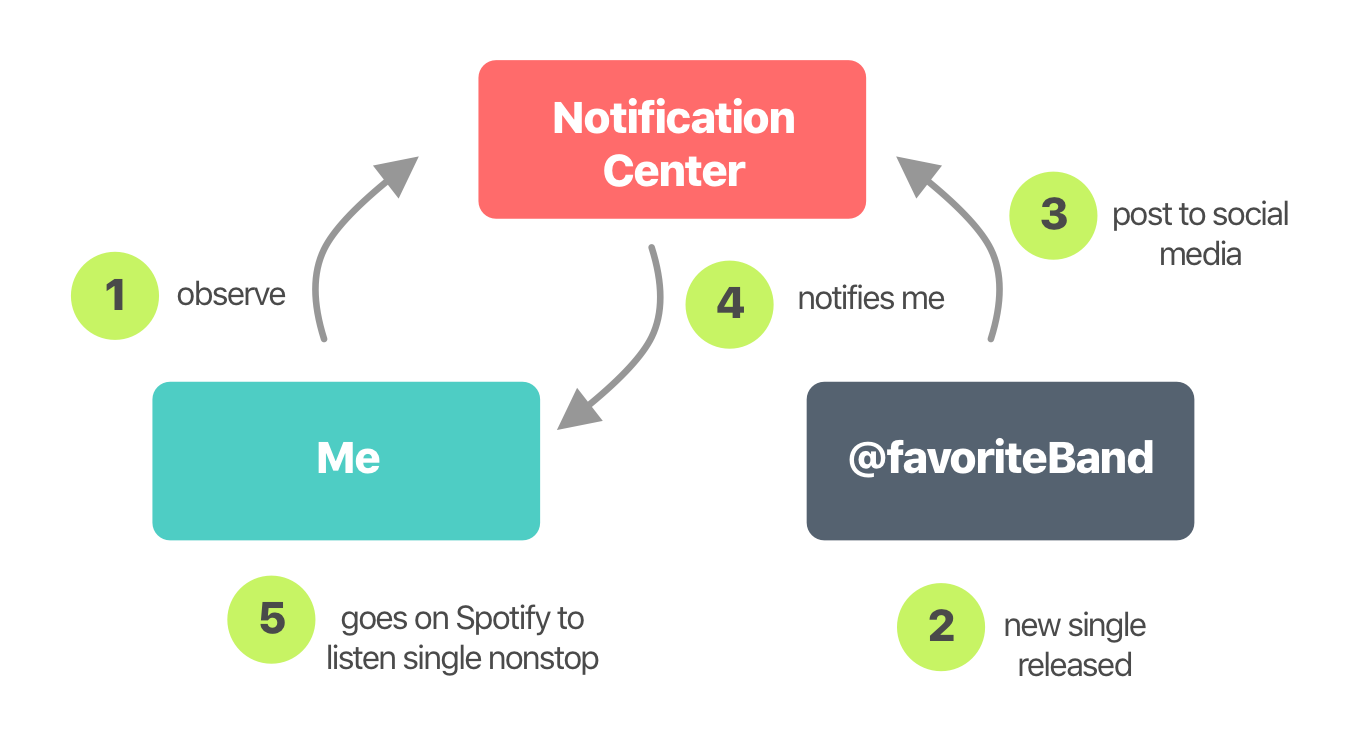 Notification
Center
3
post to social
media
1
observe
4
notifies me
Me
@favoriteBand
5
goes on Spotify to
listen single nonstop
2
new single
released